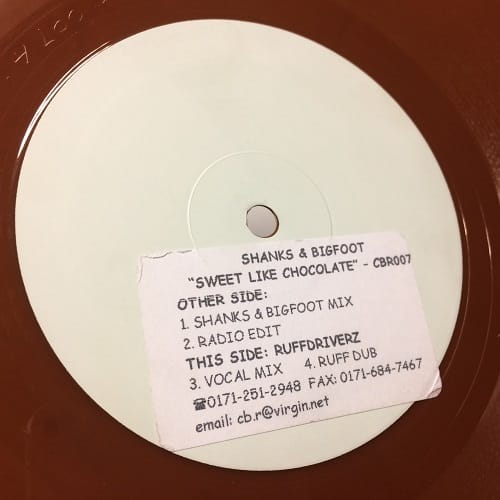 SHANKS & BIGFOOT
"SWEET LIKE CHOCOLATE" - CBR007
OTHER SIDE:
1. SHANKS & BIGFOOT MIX
2. RADIO EDIT
THIS SIDE: RUFFDRIVERZ
3. VOCAL MIX 4. RUFF DUB
☎0171-251-2948 FAX: 0171-684-7467
email: cb.r@virgin.net